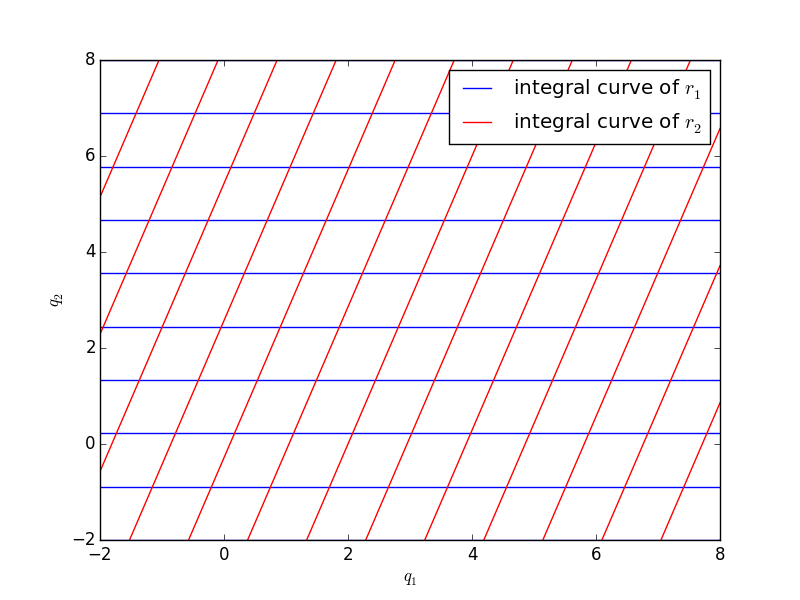 8
6
4
2
0
−2
−2 0 2 4 6 8
q₂
q₁
integral curve of r₁
integral curve of r₂